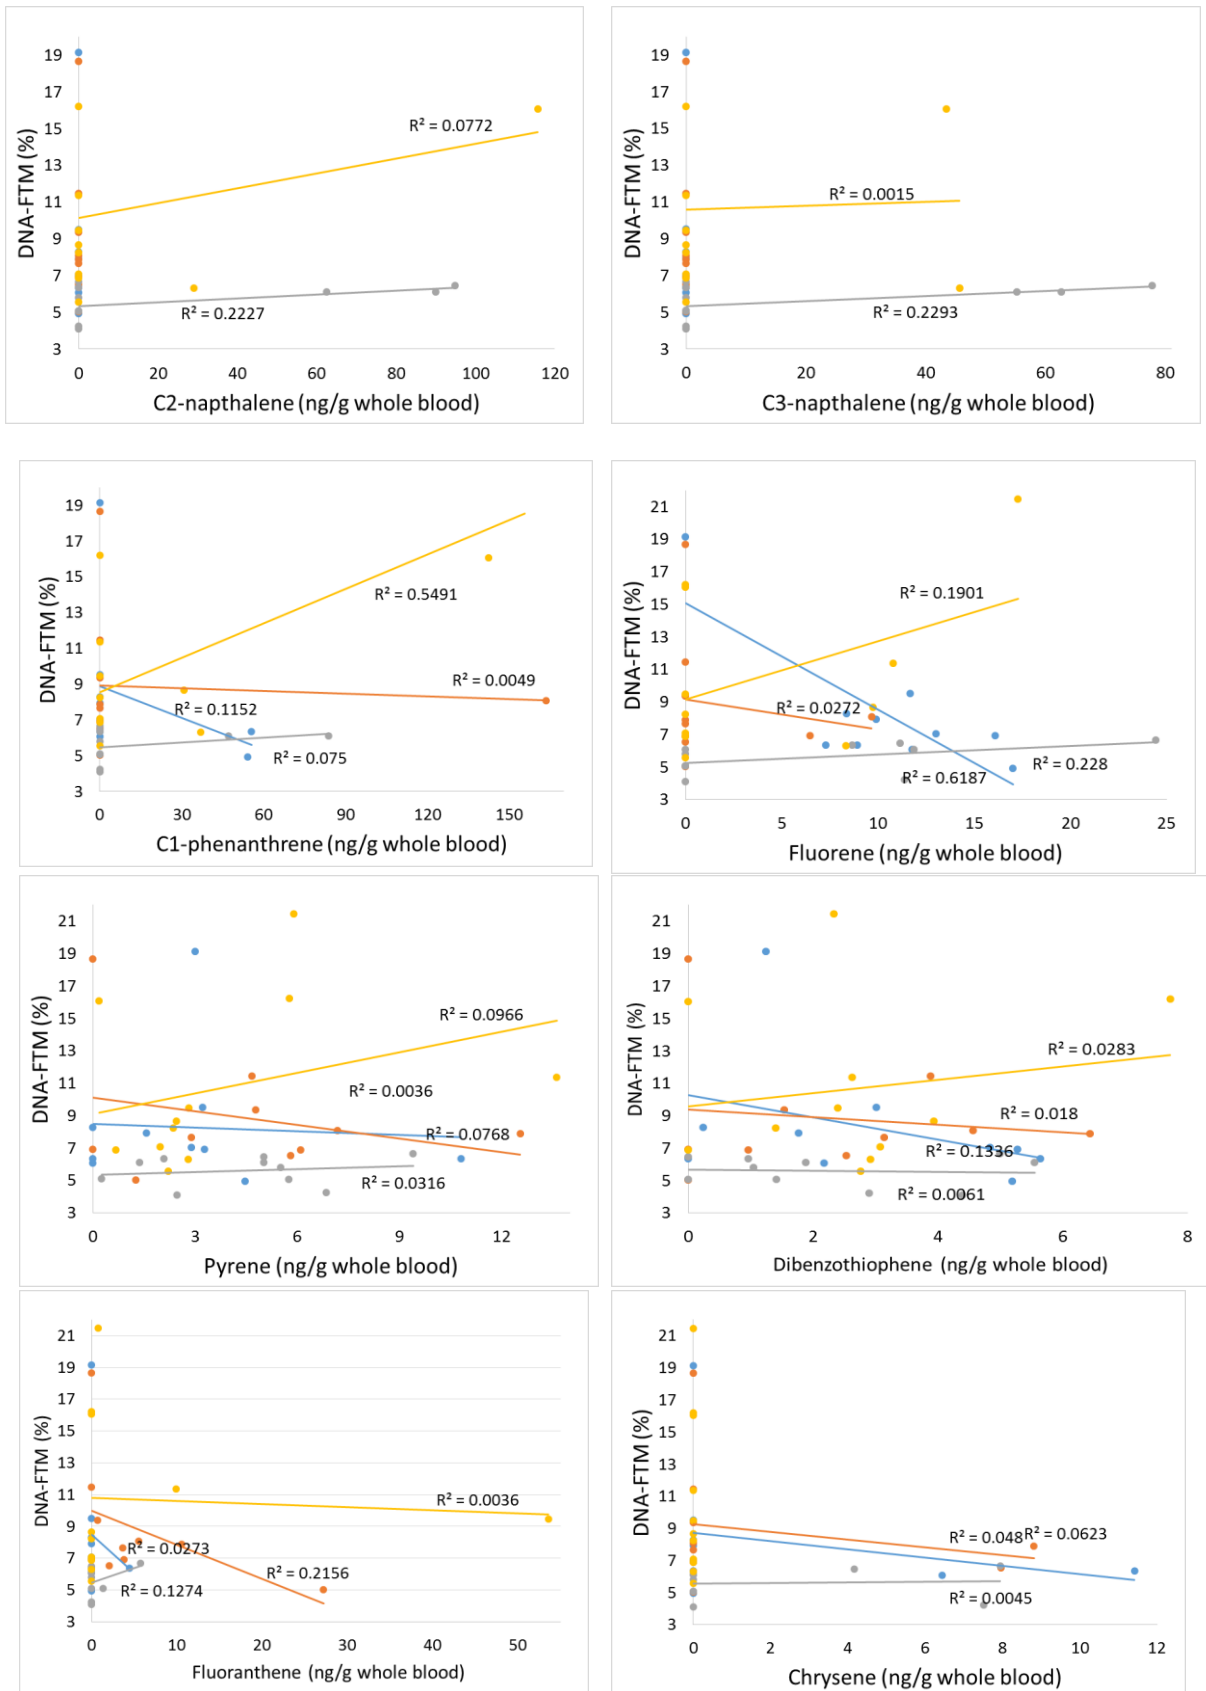 DNA-FTM (%)
19
17
15
13
11
9
7
5
3
R² = 0.0772
R² = 0.2227
0 20 40 60 80 100 120
C2-napthalene (ng/g whole blood)
DNA-FTM (%)
19
17
15
13
11
9
7
5
3
R² = 0.0015
R² = 0.2293
0 20 40 60 80
C3-napthalene (ng/g whole blood)
DNA-FTM (%)
19
17
15
13
11
9
7
5
3
R² = 0.5491
R² = 0.0049
R² = 0.1152
R² = 0.075
0 30 60 90 120 150
C1-phenanthrene (ng/g whole blood)
DNA-FTM (%)
21
19
17
15
13
11
9
7
5
3
R² = 0.1901
R² = 0.0272
R² = 0.228
R² = 0.6187
0 5 10 15 20 25
Fluorene (ng/g whole blood)
DNA-FTM (%)
21
19
17
15
13
11
9
7
5
3
R² = 0.0966
R² = 0.0036
R² = 0.0768
R² = 0.0316
0 3 6 9 12
Pyrene (ng/g whole blood)
DNA-FTM (%)
21
19
17
15
13
11
9
7
5
3
R² = 0.0283
R² = 0.018
R² = 0.1336
R² = 0.0061
0 2 4 6 8
Dibenzothiophene (ng/g whole blood)
DNA-FTM (%)
21
19
17
15
13
11
9
7
5
3
R² = 0.0036
R² = 0.0273
R² = 0.2156
R² = 0.1274
0 10 20 30 40 50
Fluoranthene (ng/g whole blood)
DNA-FTM (%)
21
19
17
15
13
11
9
7
5
3
R² = 0.048 R² = 0.0623
R² = 0.0045
0 2 4 6 8 10 12
Chrysene (ng/g whole blood)